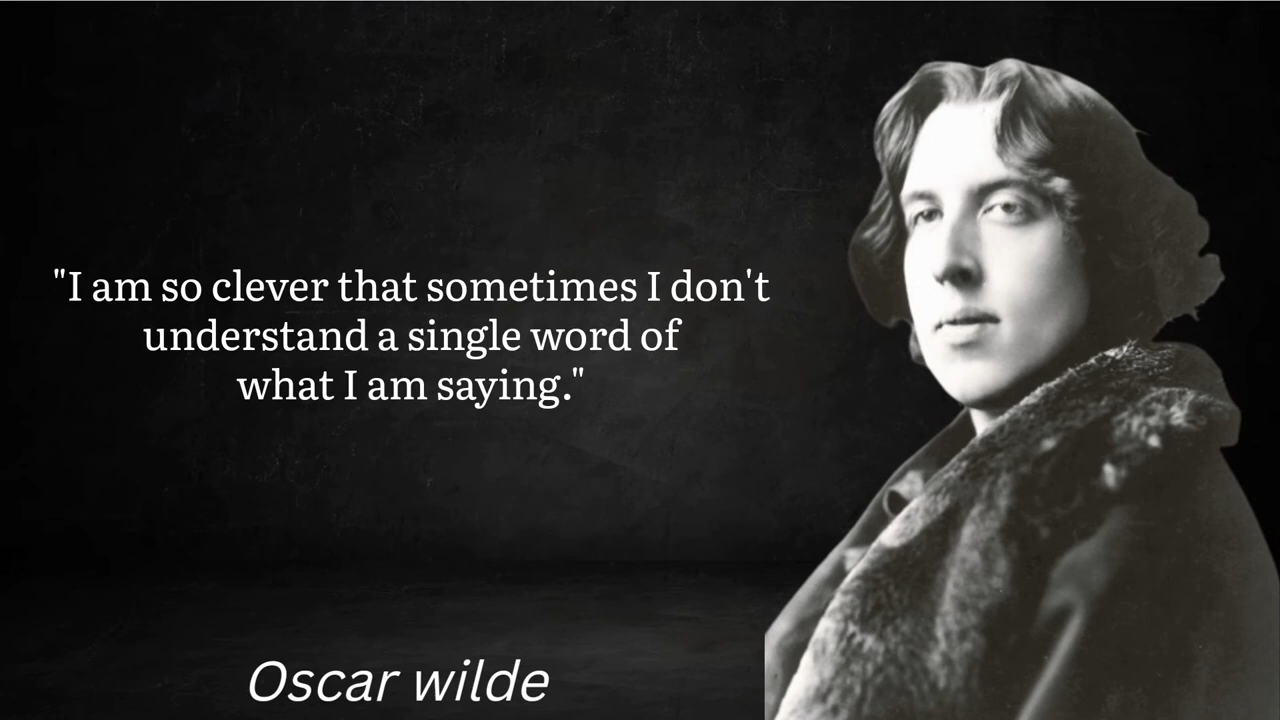 "I am so clever that sometimes I don't
understand a single word of
what I am saying."
Oscar wilde